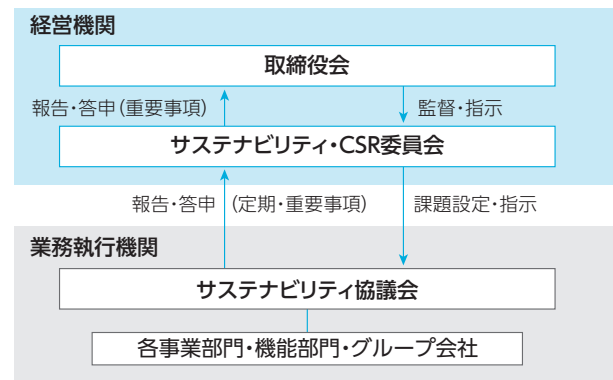 経営機関
取締役会
報告・答申（重要事項）
監督・指示
サステナビリティ・CSR委員会
報告・答申 （定期・重要事項）
課題設定・指示
業務執行機関
サステナビリティ協議会
各事業部門・機能部門・グループ会社